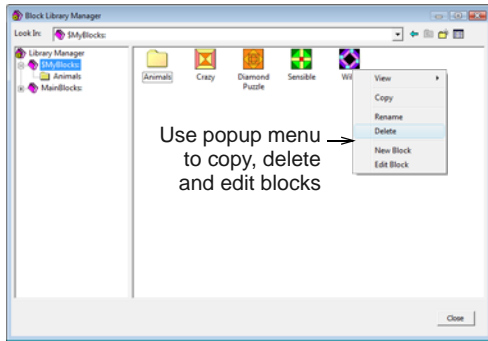 Block Library Manager
Look In: $MyBlocks:
Library Manager
$MyBlocks:
Animals
MainBlocks:
Animals
Crazy
Diamond
Puzzle
Sensible
View
Copy
Rename
Delete
New Block
Edit Block
Use popup menu
to copy, delete
and edit blocks
Close